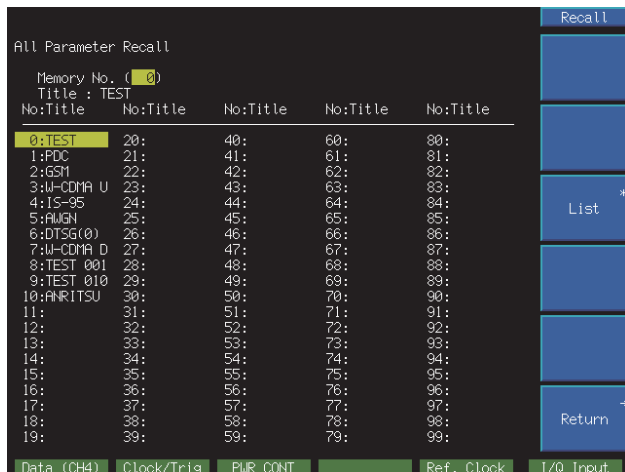 Recall
All Parameter Recall
Memory No. ( 0)
Title : TEST
No:Title No:Title No:Title No:Title No:Title
0:TEST 20: 40: 60: 80:
1:PDC 21: 41: 61: 81:
2:GSM 22: 42: 62: 82:
3:W-CDMA U 23: 43: 63: 83:
4:IS-95 24: 44: 64: 84:
5:AWGN 25: 45: 65: 85:
6:DTSG(0) 26: 46: 66: 86:
7:W-CDMA D 27: 47: 67: 87:
8:TEST 001 28: 48: 68: 88:
9:TEST 010 29: 49: 69: 89:
10:ANRITSU 30: 50: 70: 90:
11: 31: 51: 71: 91:
12: 32: 52: 72: 92:
13: 33: 53: 73: 93:
14: 34: 54: 74: 94:
15: 35: 55: 75: 95:
16: 36: 56: 76: 96:
17: 37: 57: 77: 97:
18: 38: 58: 78: 98:
19: 39: 59: 79: 99:
*
List
→
Return
Data (CH4) Clock/Trig PWR CONT Ref. Clock I/Q Input